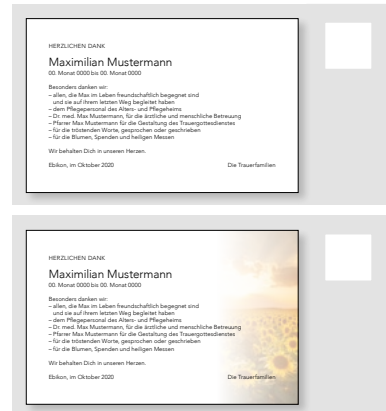 HERZLICHEN DANK
Maximilian Mustermann
00. Monat 0000 bis 00. Monat 0000
Besonders danken wir:
– allen, die Max im Leben freundschaftlich begegnet sind
und sie auf ihrem letzten Weg begleitet haben
– dem Pflegepersonal des Alters- und Pflegeheims
– Dr. med. Max Mustermann, für die ärztliche und menschliche Betreuung
– Pfarrer Max Mustermann für die Gestaltung des Trauergottesdienstes
– für die tröstenden Worte, gesprochen oder geschrieben
– für die Blumen, Spenden und heiligen Messen
Wir behalten Dich in unseren Herzen.
Ebikon, im Oktober 2020 Die Trauerfamilien
HERZLICHEN DANK
Maximilian Mustermann
00. Monat 0000 bis 00. Monat 0000
Besonders danken wir:
– allen, die Max im Leben freundschaftlich begegnet sind
und sie auf ihrem letzten Weg begleitet haben
– dem Pflegepersonal des Alters- und Pflegeheims
– Dr. med. Max Mustermann, für die ärztliche und menschliche Betreuung
– Pfarrer Max Mustermann für die Gestaltung des Trauergottesdienstes
– für die tröstenden Worte, gesprochen oder geschrieben
– für die Blumen, Spenden und heiligen Messen
Wir behalten Dich in unseren Herzen.
Ebikon, im Oktober 2020 Die Trauerfamilien